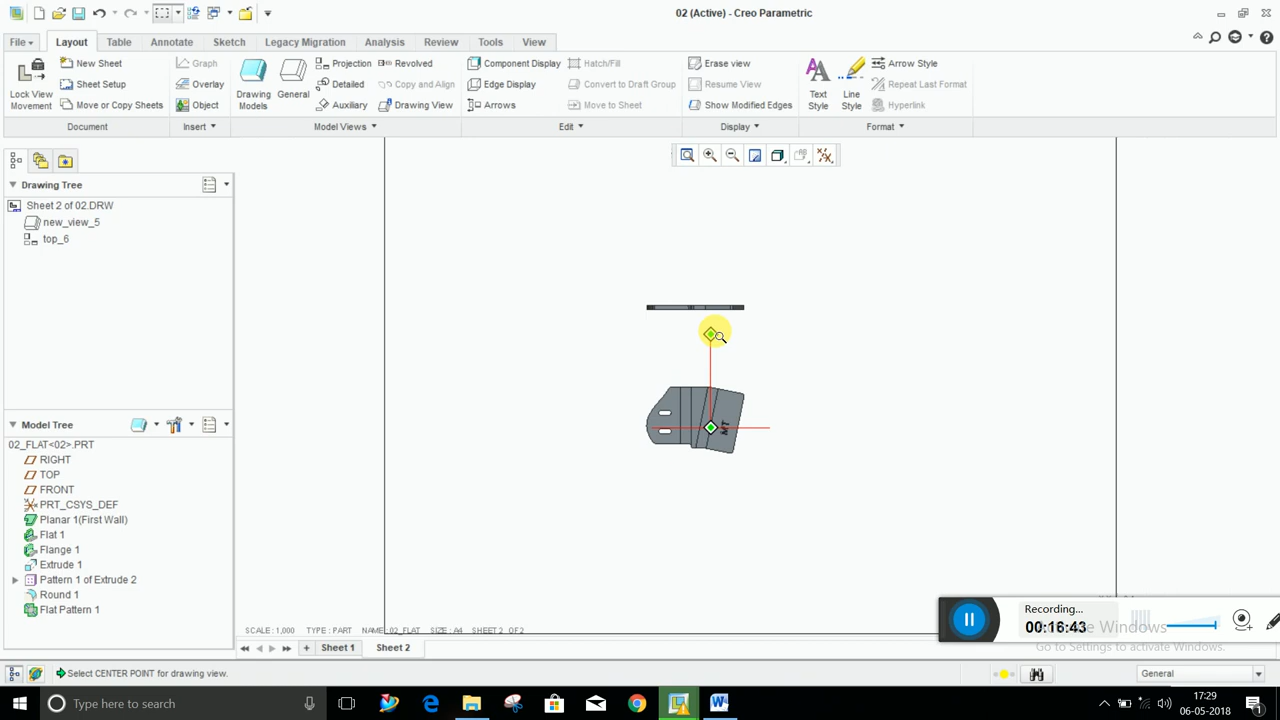 02 (Active) - Creo Parametric
File
Layout
Table
Annotate
Sketch
Legacy Migration
Analysis
Review
Tools
View
Lock View Movement
New Sheet
Sheet Setup
Move or Copy Sheets
Document
Graph
Overlay
Object
Insert
Drawing Models
General
Projection
Detailed
Auxiliary
Revolved
Copy and Align
Drawing View
Model Views
Component Display
Edge Display
Arrows
Hatch/Fill
Convert to Draft Group
Move to Sheet
Edit
Erase view
Resume View
Show Modified Edges
Display
Text Style
Line Style
Arrow Style
Repeat Last Format
Hyperlink
Format
Drawing Tree
Sheet 2 of 02.DRW
new_view_5
top_6
Model Tree
02_FLAT<02>.PRT
RIGHT
TOP
FRONT
PRT_CSYS_DEF
Planar 1(First Wall)
Flat 1
Flange 1
Extrude 1
Pattern 1 of Extrude 2
Round 1
Flat Pattern 1
MT
SCALE : 1,000 TYPE : PART NAME : 02_FLAT SIZE : A4 SHEET 2 OF 2
Sheet 1
Sheet 2
Recording...
00:16:43
Activate Windows
Go to Settings to activate Windows.
Select CENTER POINT for drawing view.
General
Type here to search
17:29
06-05-2018